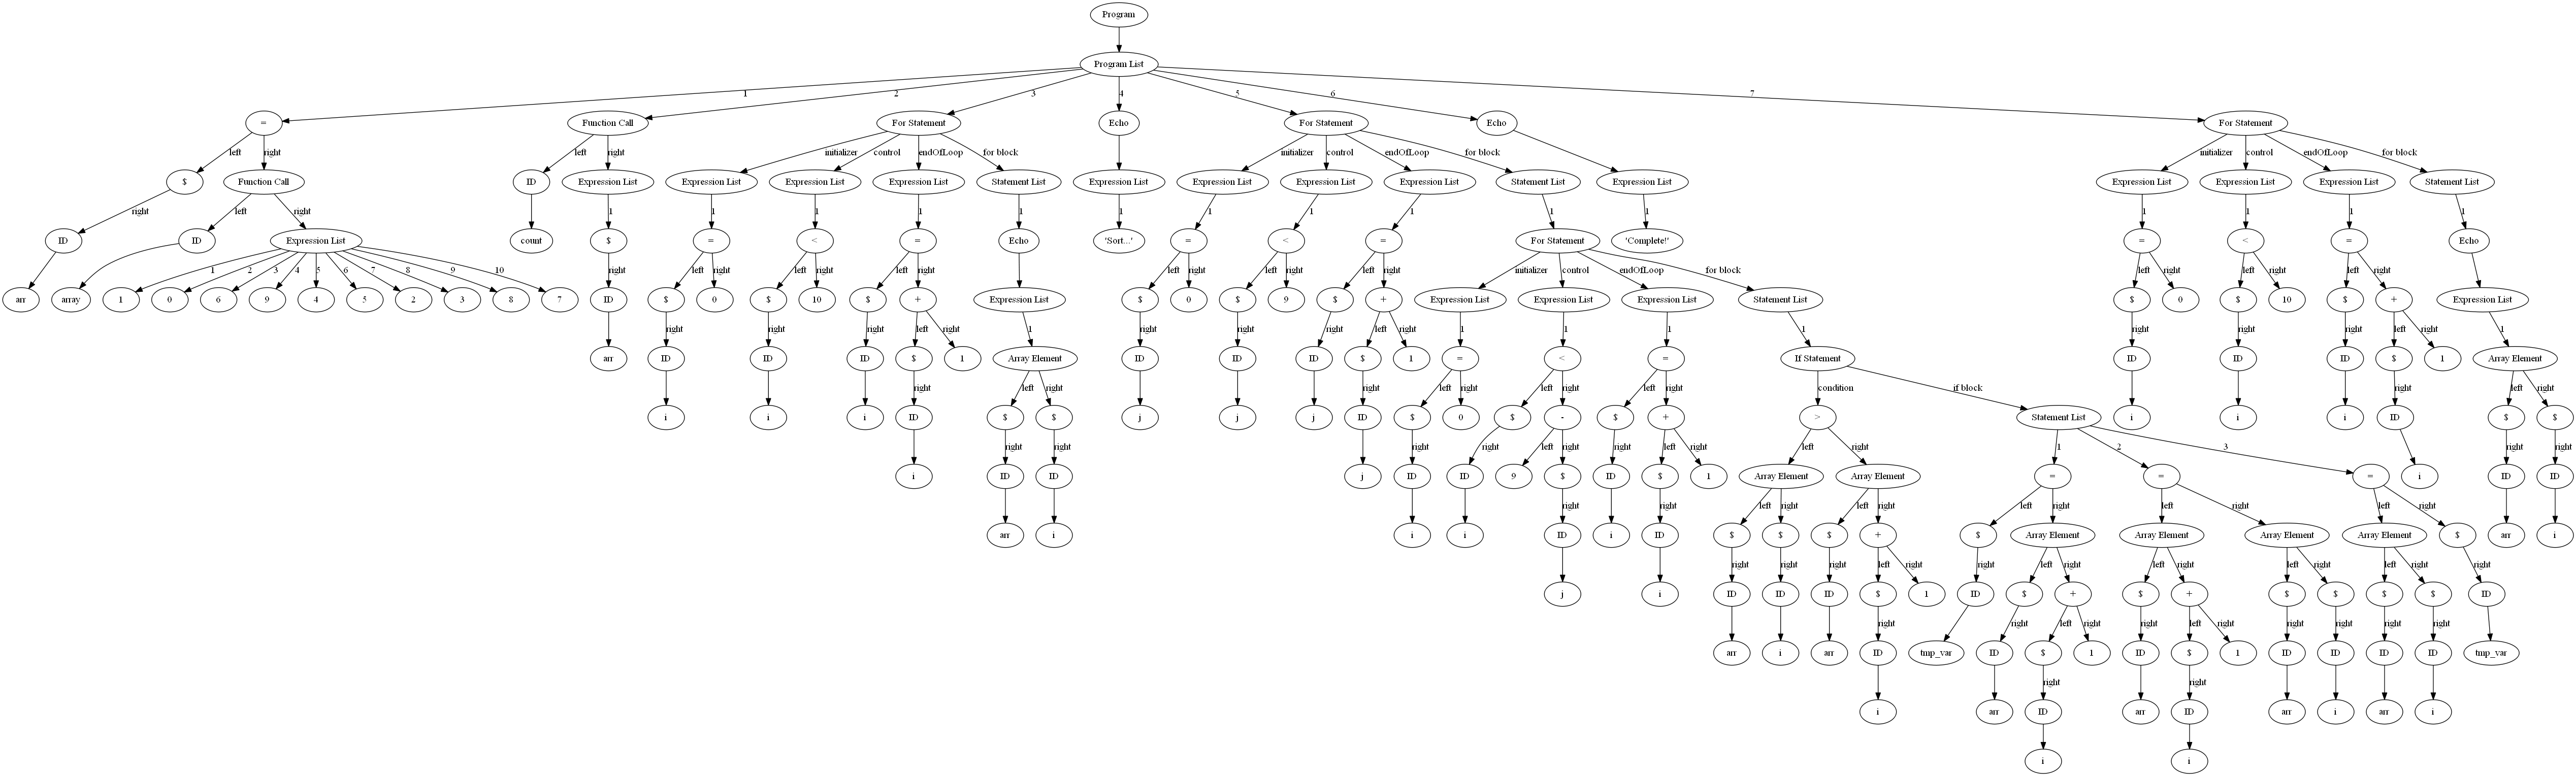 Program
Program List
1 2 3 4 5 6 7
= Function Call For Statement Echo For Statement Echo For Statement
left right left right initializer control endOfLoop for block initializer control endOfLoop for block initializer control endOfLoop for block
$ Function Call ID Expression List Expression List Expression List Expression List Statement List Expression List Expression List Expression List Expression List Statement List Expression List Expression List Expression List Expression List Statement List
right left right 1 1 1 1 1 1 1 1 1 1 1 1 1 1 1
ID ID Expression List count $ = < = Echo 'Sort...' = < = For Statement 'Complete!' = < = Echo
1 2 3 4 5 6 7 8 9 10 right left right left right left right left right left right left right initializer control endOfLoop for block left right left right left right
arr array 1 0 6 9 4 5 2 3 8 7 ID $ 0 $ 10 $ + Expression List $ 0 $ 9 $ + Expression List Expression List Expression List Statement List $ 0 $ 10 $ + Expression List
right right right left right 1 right right right left right 1 1 1 1 right right right left right 1
arr ID ID ID $ 1 Array Element ID ID ID $ 1 = < = If Statement ID ID ID $ 1 Array Element
right left right right left right left right left right condition if block right left right
i i i ID $ $ j j j ID $ 0 $ - $ + > Statement List i i i ID $ $
right right right right left right right left right left right 1 2 3 right right
i ID ID j ID ID 9 $ ID $ 1 Array Element Array Element = = = i ID ID
right right left right left right left right left right left right
arr i i i ID i ID $ $ $ + $ Array Element Array Element Array Element Array Element $ arr i
right right right left right right left right left right left right left right left right right
j i ID ID ID $ 1 ID $ + $ + $ $ $ $ ID
right right left right right left right right right right right
arr i arr ID tmp_var ID $ 1 ID $ 1 ID ID ID ID tmp_var
right right
i arr ID arr ID arr i arr i
i i